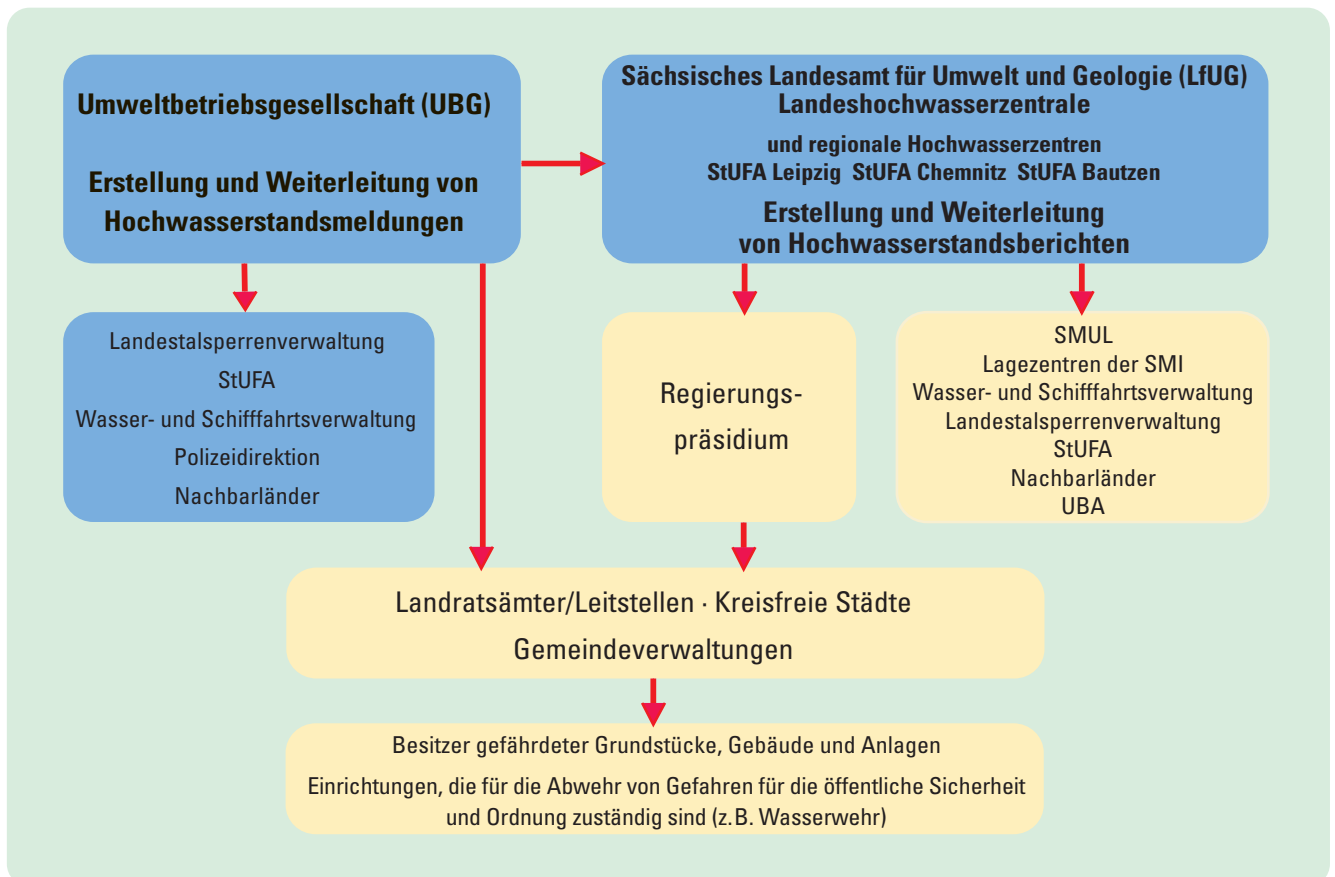 Umweltbetriebsgesellschaft (UBG)
Erstellung und Weiterleitung von
Hochwasserstandsmeldungen
Sächsisches Landesamt für Umwelt und Geologie (LfUG)
Landeshochwasserzentrale
und regionale Hochwasserzentren
StUFA Leipzig StUFA Chemnitz StUFA Bautzen
Erstellung und Weiterleitung
von Hochwasserstandsberichten
Landestalsperrenverwaltung
StUFA
Wasser- und Schifffahrtsverwaltung
Polizeidirektion
Nachbarländer
Regierungs-
präsidium
SMUL
Lagezentren der SMI
Wasser- und Schifffahrtsverwaltung
Landestalsperrenverwaltung
StUFA
Nachbarländer
UBA
Landratsämter/Leitstellen · Kreisfreie Städte
Gemeindeverwaltungen
Besitzer gefährdeter Grundstücke, Gebäude und Anlagen
Einrichtungen, die für die Abwehr von Gefahren für die öffentliche Sicherheit
und Ordnung zuständig sind (z.B. Wasserwehr)